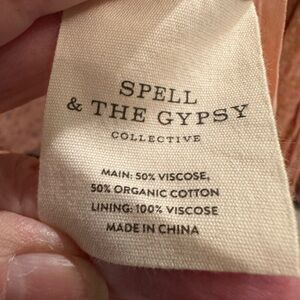 SPELL
& THE GYPSY
COLLECTIVE
MAIN: 50% VISCOSE,
50% ORGANIC COTTON
LINING: 100% VISCOSE
MADE IN CHINA